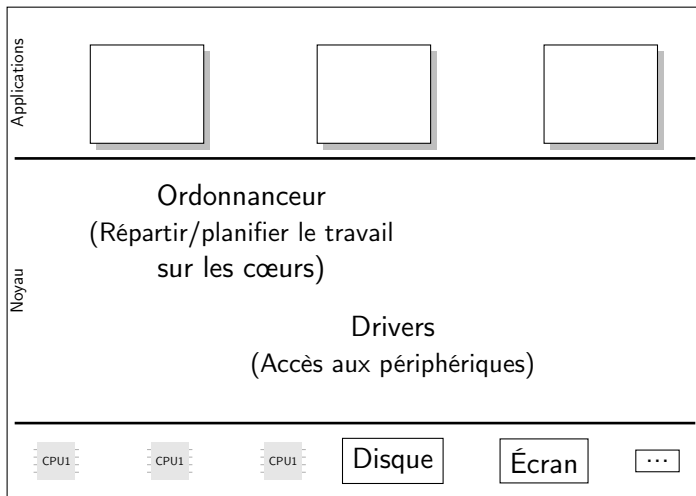 Applications
Ordonnanceur
(Répartir/planifier le travail
sur les cœurs)
Noyau
Drivers
(Accès aux périphériques)
CPU1
CPU1
CPU1
Disque
Écran
...